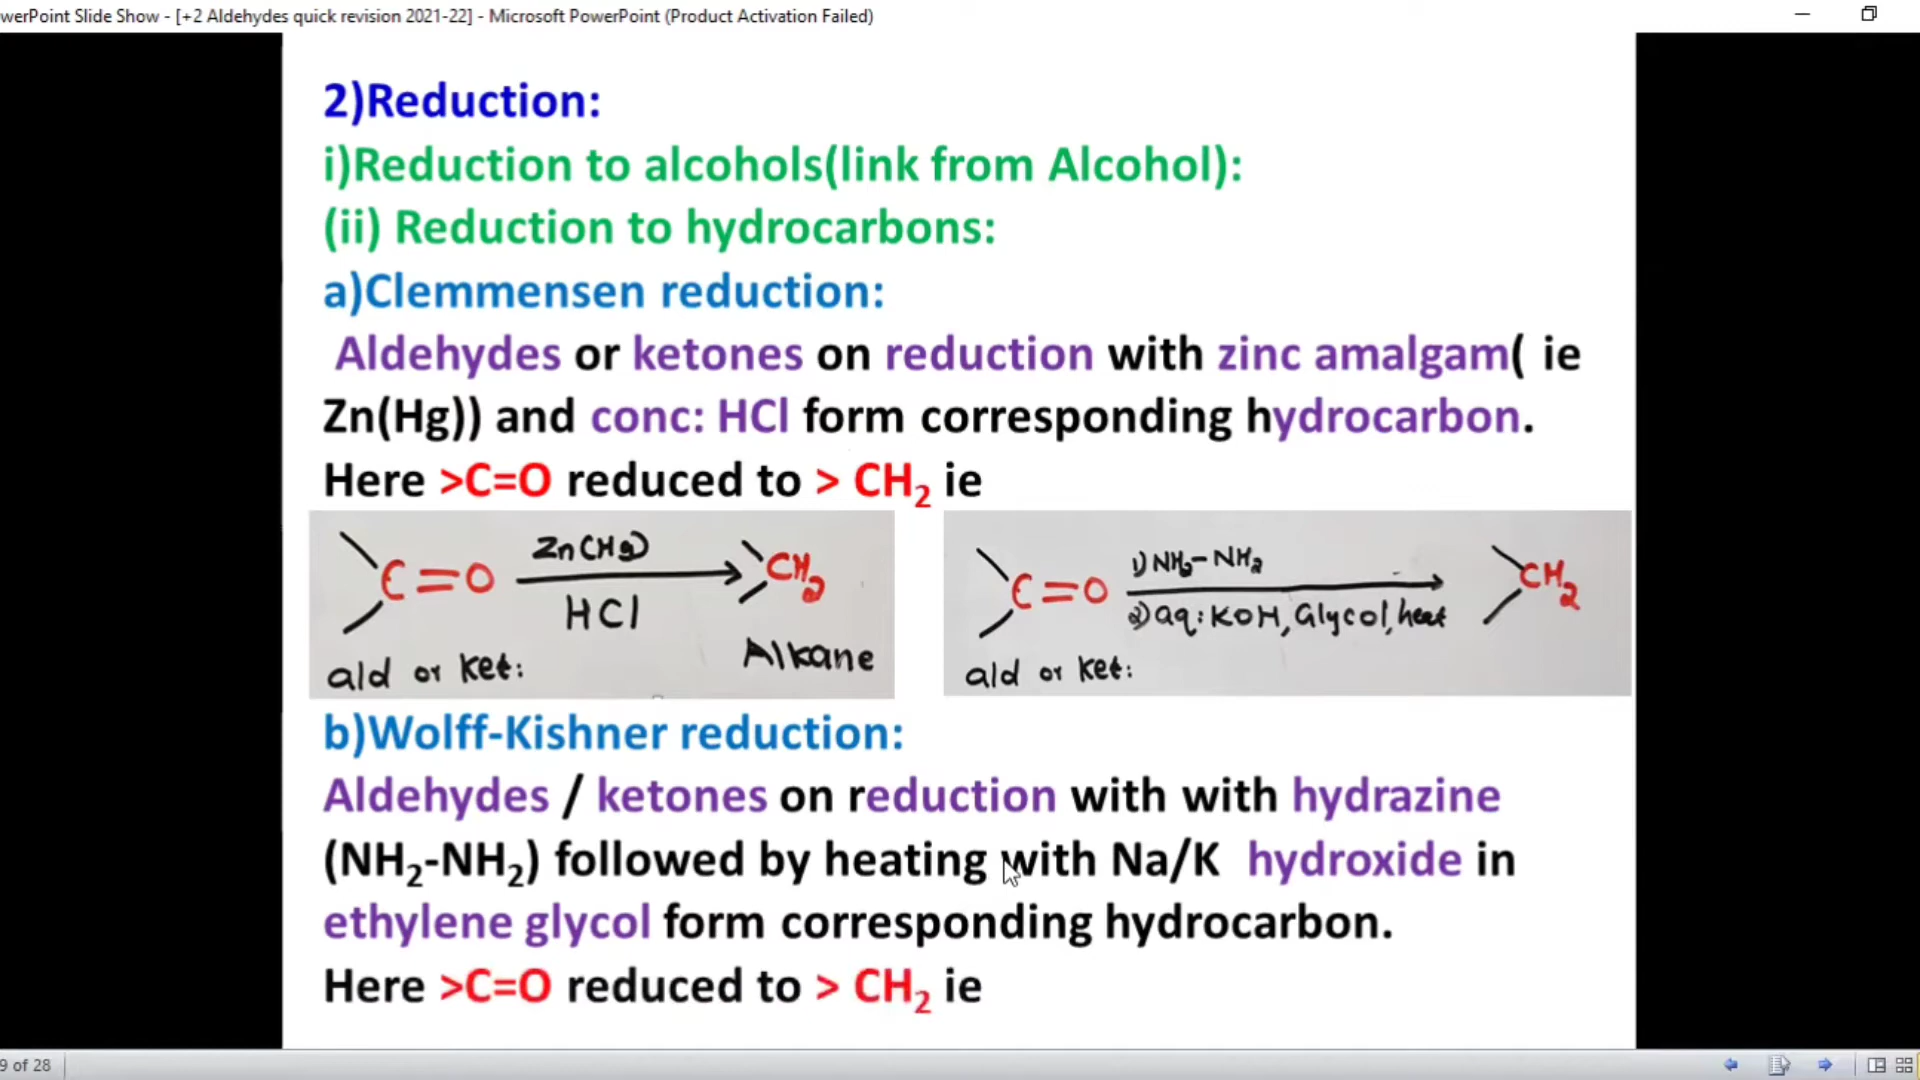 owerPoint Slide Show - [+2 Aldehydes quick revision 2021-22] - Microsoft PowerPoint (Product Activation Failed)
2)Reduction:
i)Reduction to alcohols(link from Alcohol):
(ii) Reduction to hydrocarbons:
a)Clemmensen reduction:
Aldehydes or ketones on reduction with zinc amalgam( ie
Zn(Hg)) and conc: HCl form corresponding hydrocarbon.
Here >C=O reduced to > CH₂ ie
Zn(Hg)
C=O CH₂
HCl
Alkane
ald or ket:
1)NH₂-NH₂
C=O CH₂
2)aq:KOH, Glycol, heat
ald or ket:
b)Wolff-Kishner reduction:
Aldehydes / ketones on reduction with with hydrazine
(NH₂-NH₂) followed by heating with Na/K hydroxide in
ethylene glycol form corresponding hydrocarbon.
Here >C=O reduced to > CH₂ ie
9 of 28